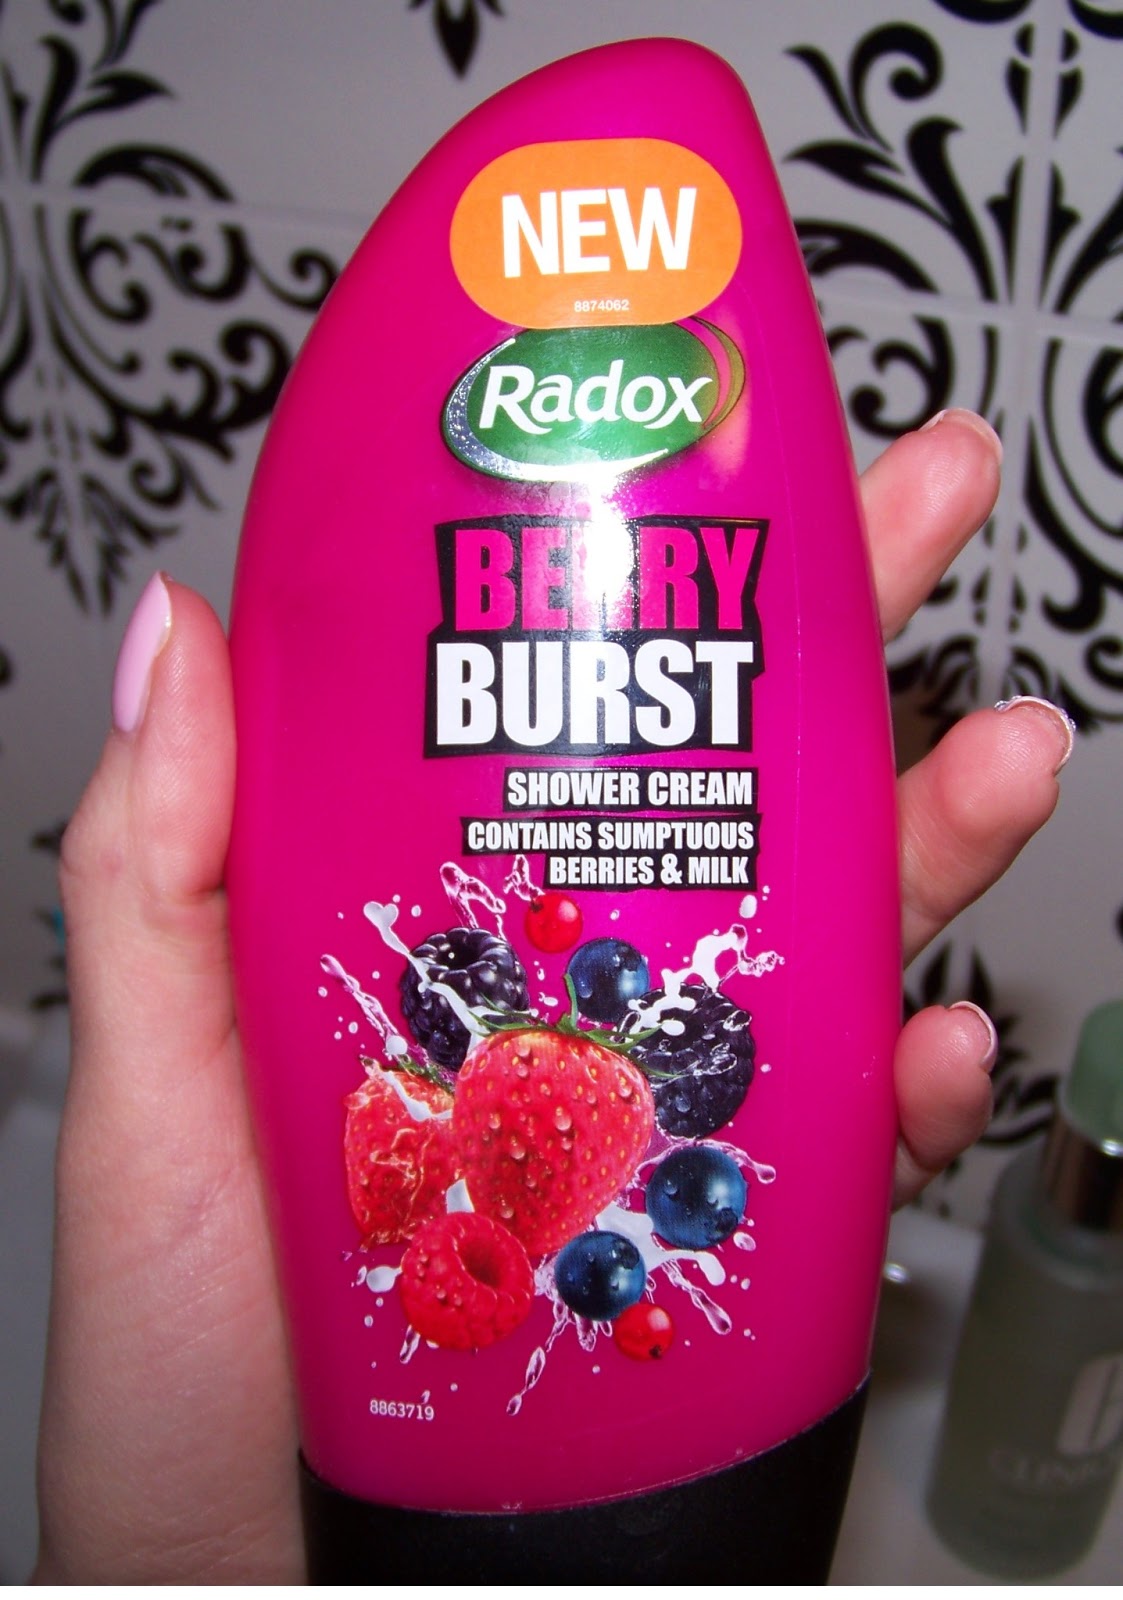 NEW
8874062
Radox
BERRY
BURST
SHOWER CREAM
CONTAINS SUMPTUOUS
BERRIES & MILK
8863719